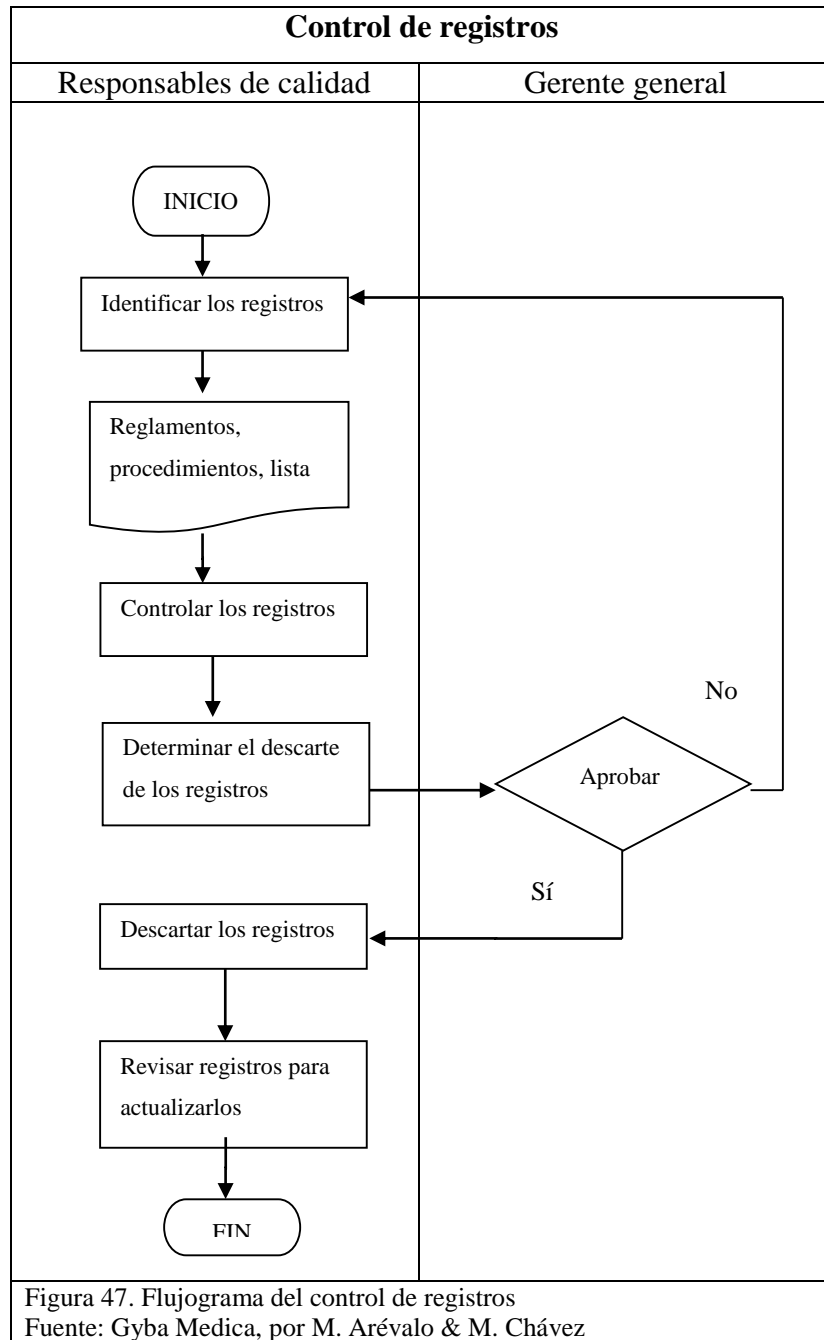 Control de registros
Responsables de calidad
Gerente general
INICIO
Identificar los registros
Reglamentos,
procedimientos, lista
Controlar los registros
No
Determinar el descarte
de los registros
Aprobar
Sí
Descartar los registros
Revisar registros para
actualizarlos
FIN
Figura 47. Flujograma del control de registros
Fuente: Gyba Medica, por M. Arévalo & M. Chávez